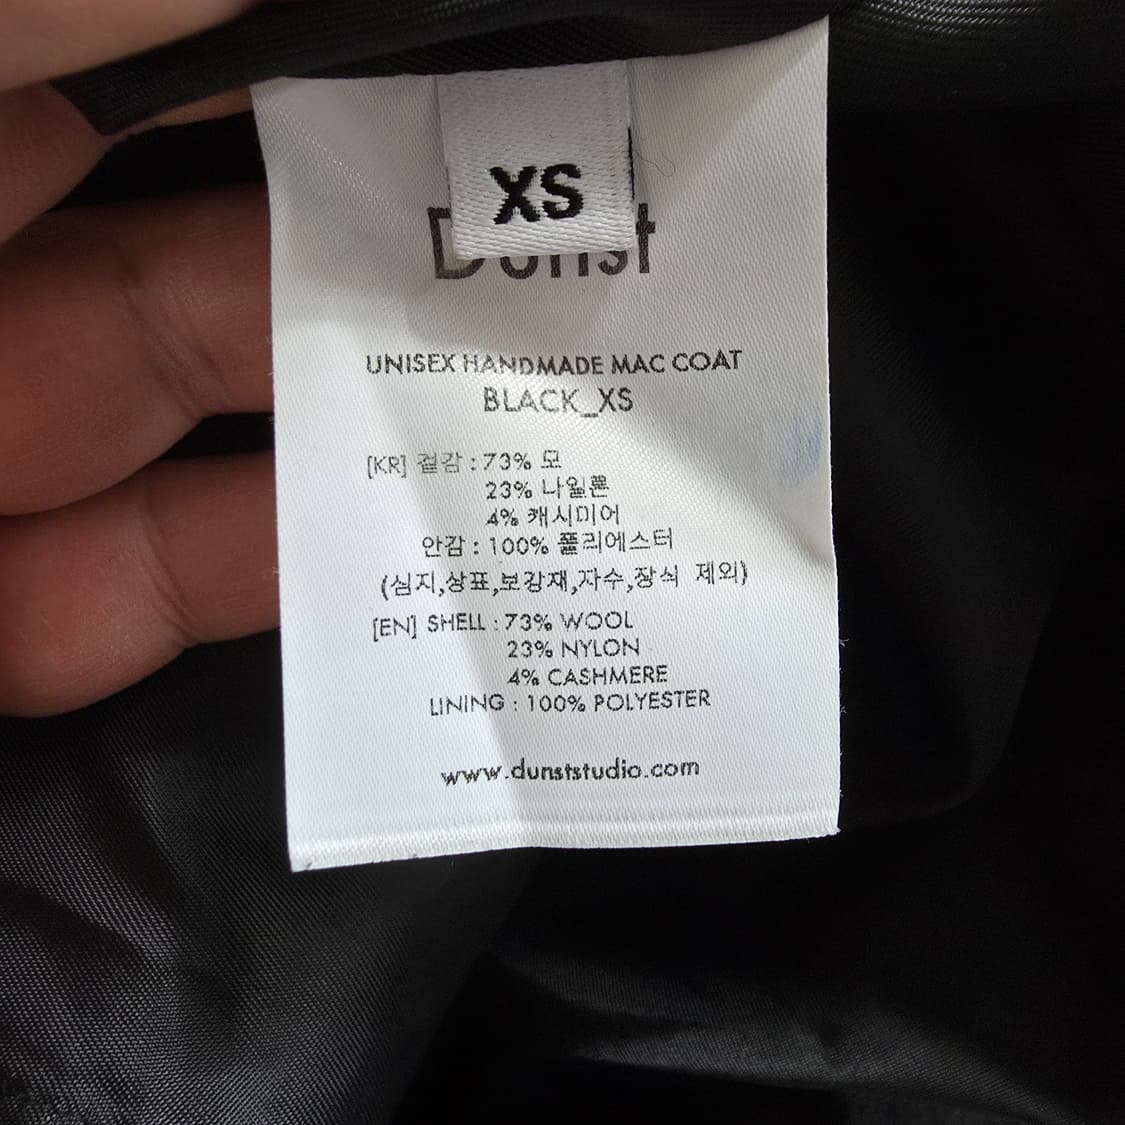 XS
Dunst
UNISEX HANDMADE MAC COAT
BLACK_XS
[KR] 겉감 : 73% 모
23% 나일론
4% 캐시미어
안감 : 100% 폴리에스터
(심지,상표,보강재,자수,장식 제외)
[EN] SHELL : 73% WOOL
23% NYLON
4% CASHMERE
LINING : 100% POLYESTER
www.dunststudio.com